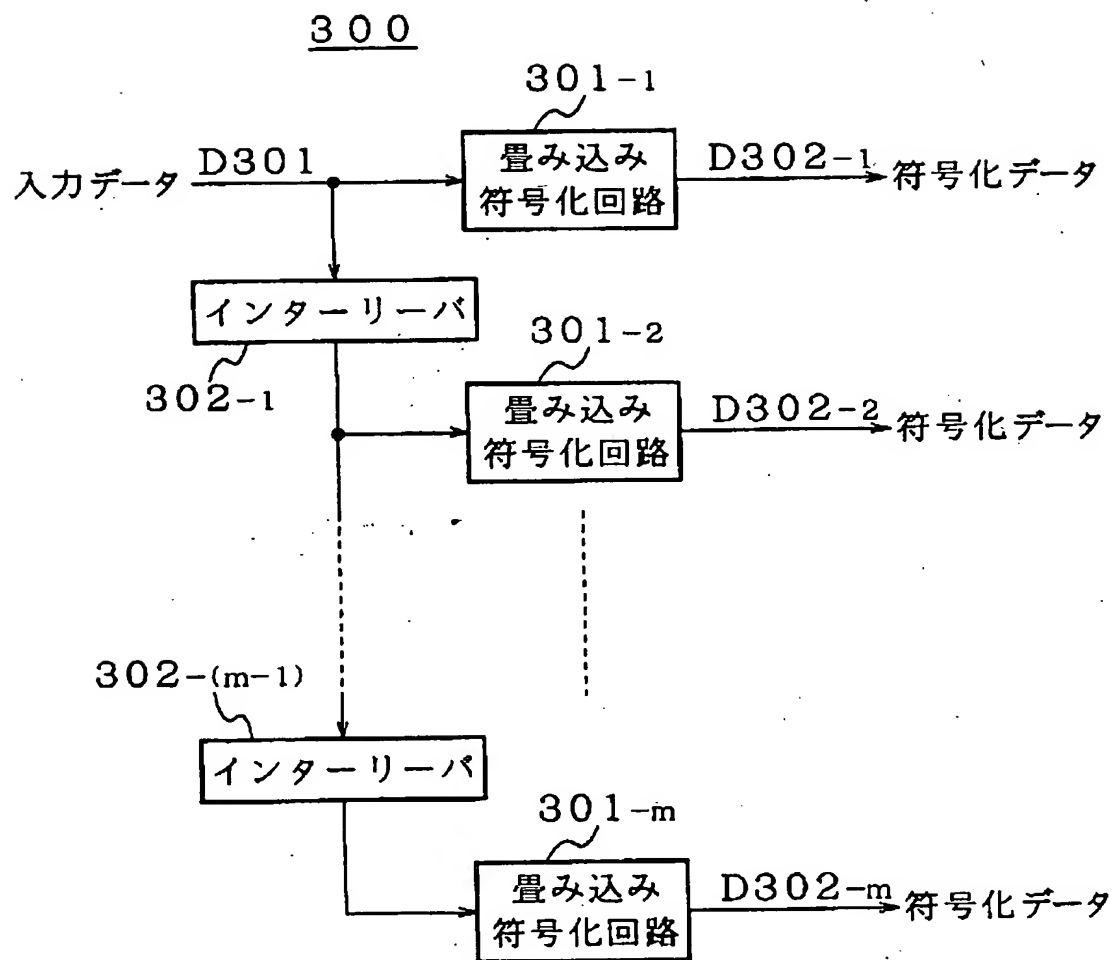 300
301-1
入力データ
D301
畳み込み
符号化回路
D302-1
符号化データ
インターリーバ
302-1
301-2
畳み込み
符号化回路
D302-2
符号化データ
302-(m-1)
インターリーバ
301-m
畳み込み
符号化回路
D302-m
符号化データ